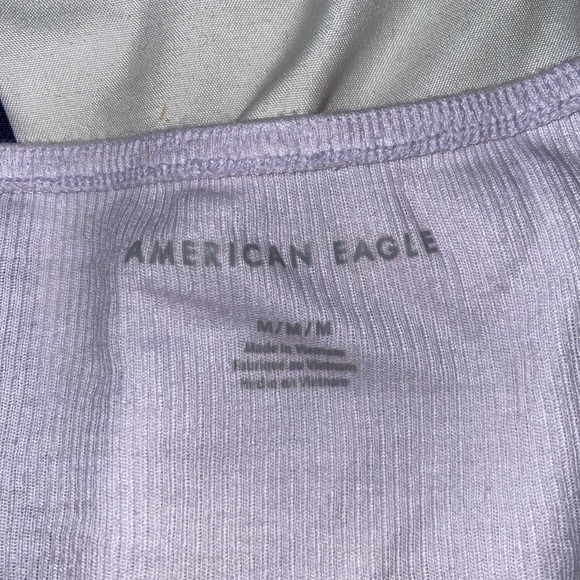 AMERICAN EAGLE
M/M/M
Made in Vietnam
Fabriqué au Vietnam
Hecho en Vietnam